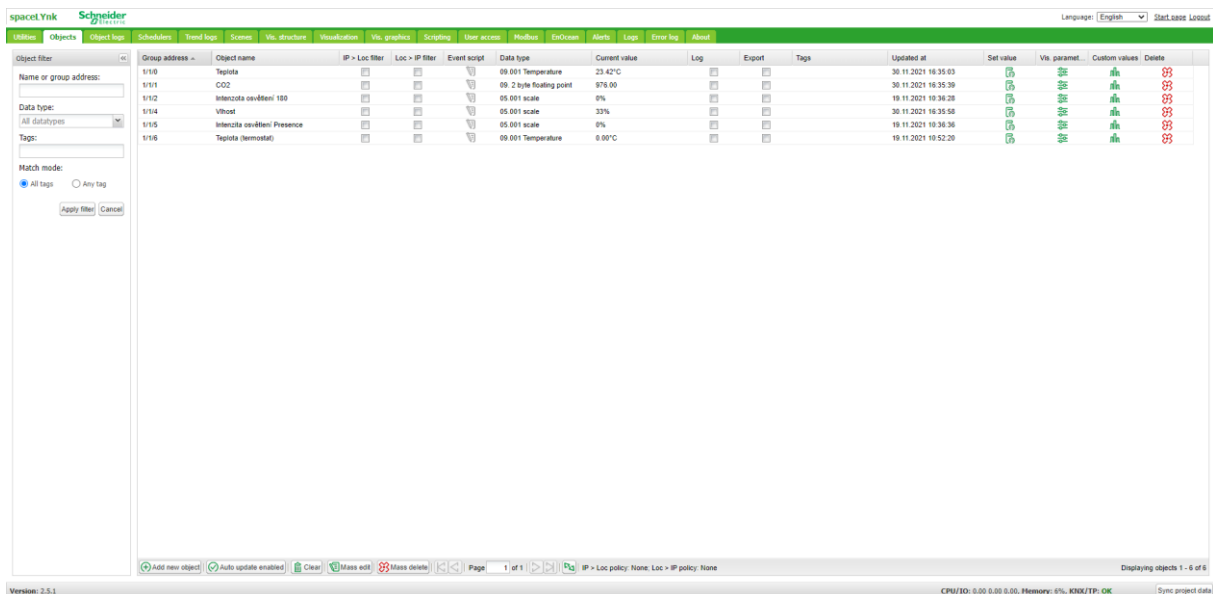 spaceLYnk Schneider Electric Language: English Start page Logout
Utilities Objects Object logs Schedulers Trend logs Scenes Vis. structure Visualization Vis. graphics Scripting User access Modbus EnOcean Alerts Logs Error log About
Object filter
Name or group address:
Data type:
All datatypes
Tags:
Match mode:
All tags Any tag
Apply filter Cancel
Group address Object name IP > Loc filter Loc > IP filter Event script Data type Current value Log Export Tags Updated at Set value Vis. paramet... Custom values Delete
1/1/0 Teplota 09.001 Temperature 23.42°C 30.11.2021 16:35:03
1/1/1 CO2 09. 2 byte floating point 976.00 30.11.2021 16:35:39
1/1/2 Intenzota osvětlení 180 05.001 scale 0% 19.11.2021 10:36:28
1/1/4 Vlhost 05.001 scale 33% 30.11.2021 16:35:58
1/1/5 Intenzita osvětlení Presence 05.001 scale 0% 19.11.2021 10:36:36
1/1/6 Teplota (termostat) 09.001 Temperature 0.00°C 19.11.2021 10:52:20
Add new object Auto update enabled Clear Mass edit Mass delete Page 1 of 1 IP > Loc policy: None; Loc > IP policy: None Displaying objects 1 - 6 of 6
Version: 2.5.1 CPU/IO: 0.00 0.00 0.00, Memory: 6%, KNX/TP: OK Sync project data